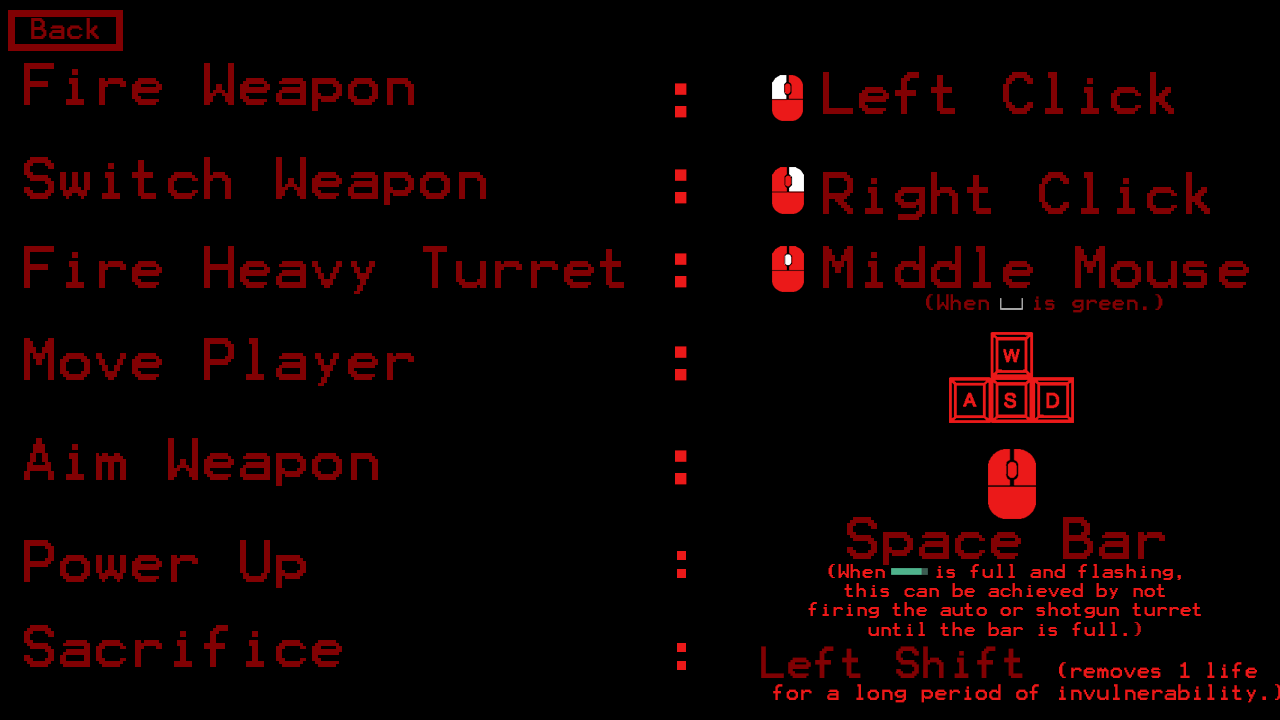 Back
Fire Weapon : Left Click
Switch Weapon : Right Click
Fire Heavy Turret : Middle Mouse
(When is green.)
Move Player :
W
A S D
Aim Weapon :
Power Up : Space Bar
(When is full and flashing,
this can be achieved by not
firing the auto or shotgun turret
until the bar is full.)
Sacrifice : Left Shift (removes 1 life
for a long period of invulnerability.)